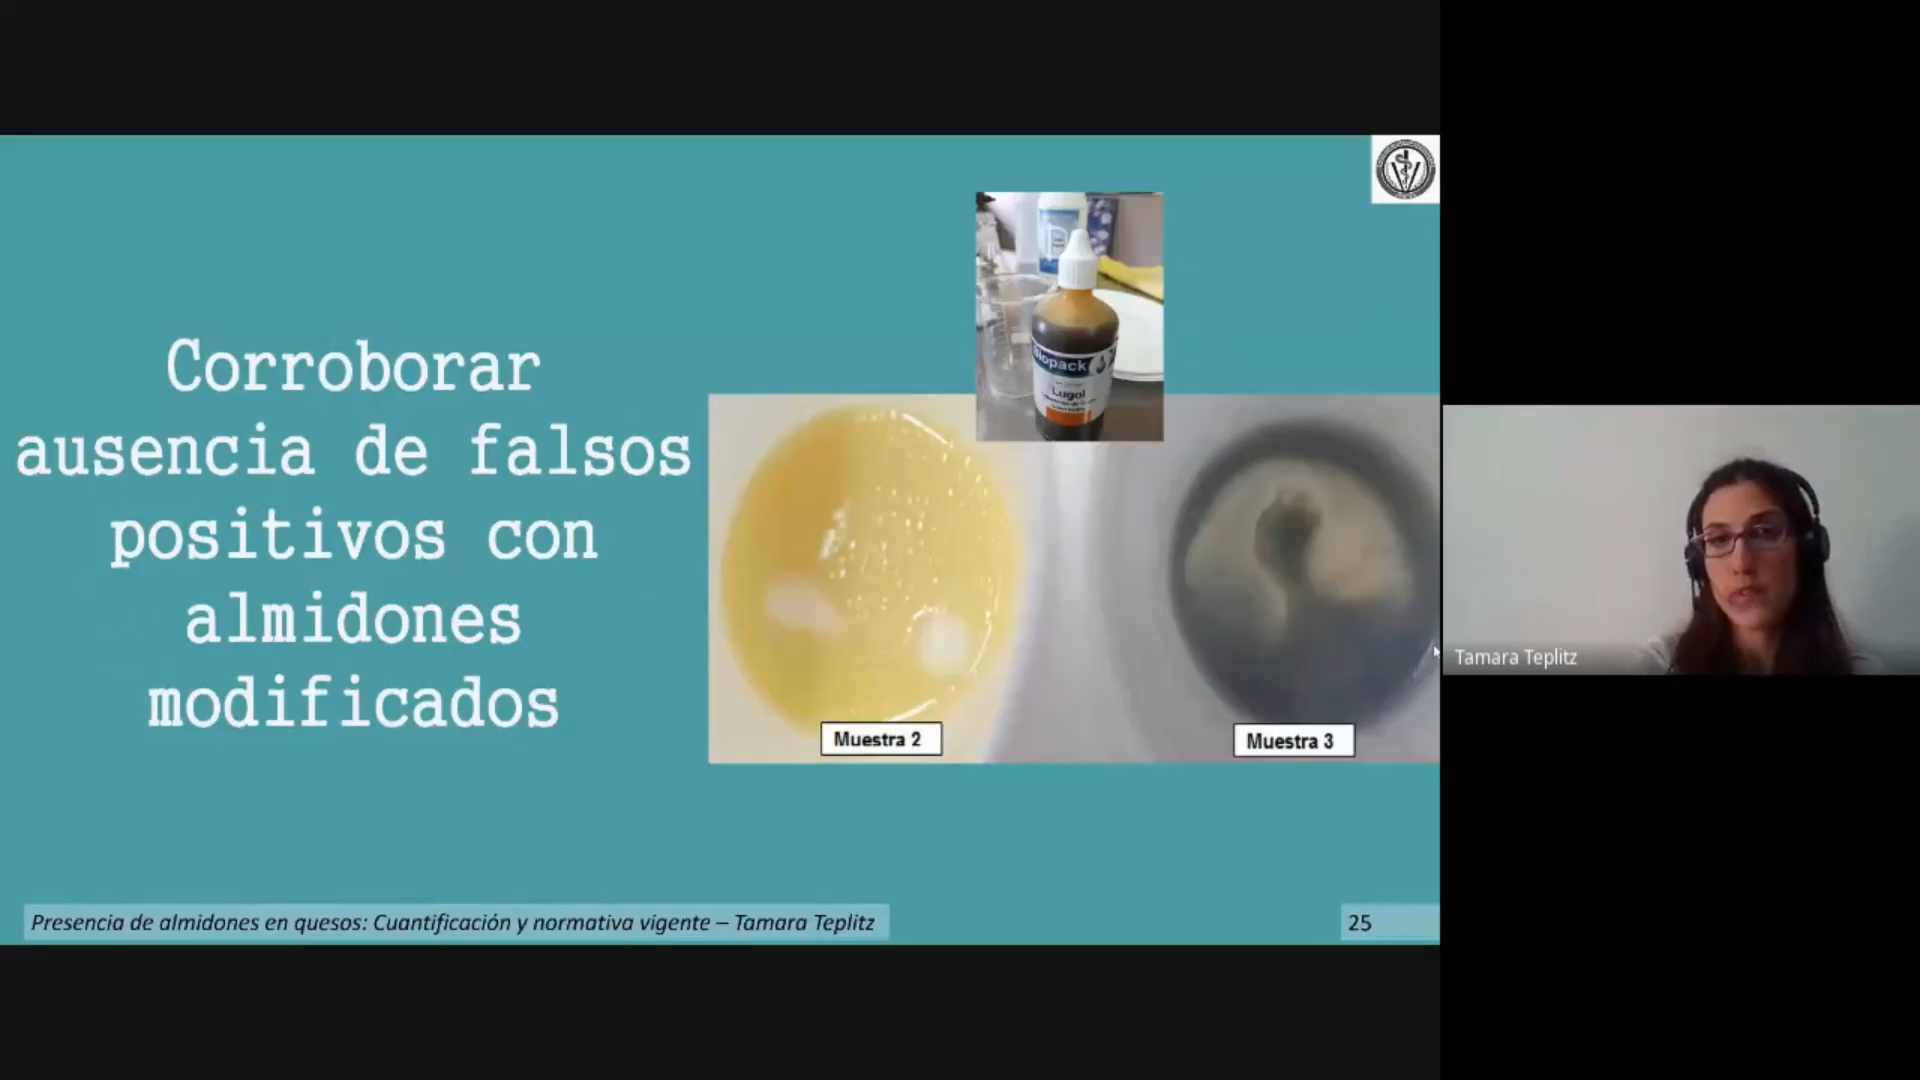 Corroborar
ausencia de falsos
positivos con
almidones
modificados
Biopack
Lugol
Muestra 2
Muestra 3
Presencia de almidones en quesos: Cuantificación y normativa vigente – Tamara Teplitz
25
Tamara Teplitz